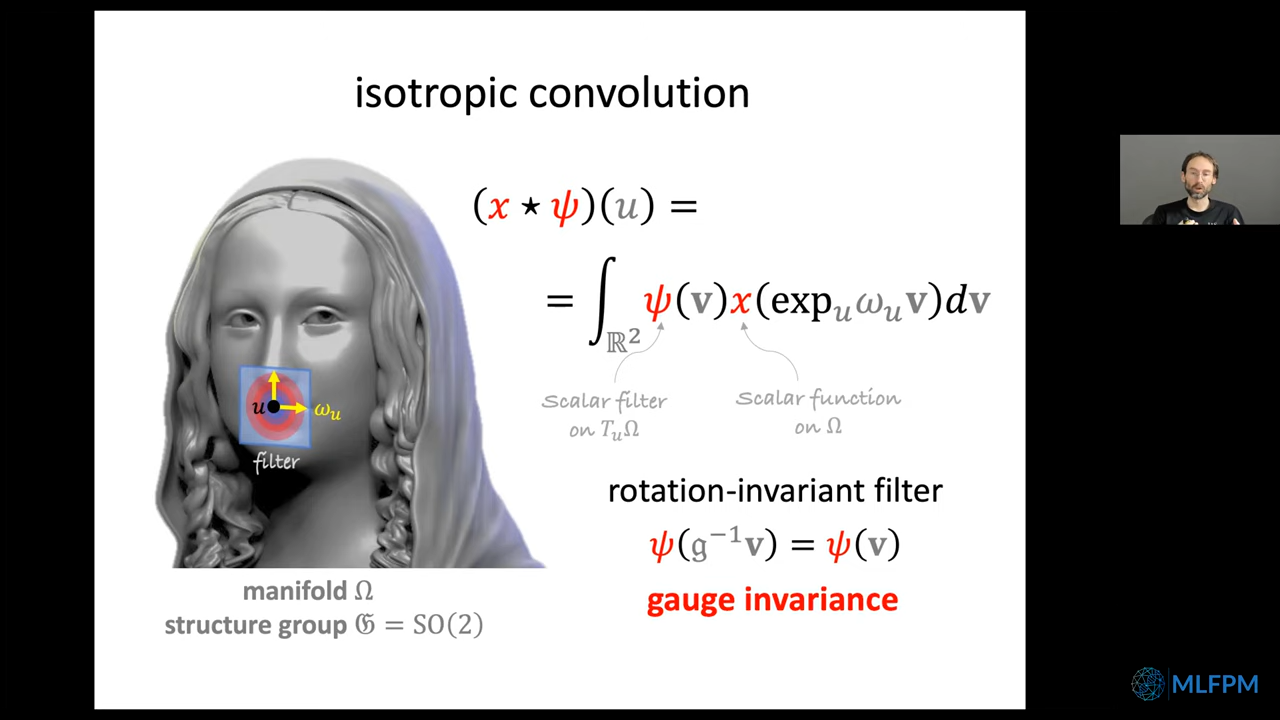 isotropic convolution
(x ⋆ ψ)(u) =
= ∫_{ℝ²} ψ(v)x(exp_u ω_u v)dv
Scalar filter
on T_uΩ
Scalar function
on Ω
u
ω_u
filter
rotation-invariant filter
ψ(𝔤⁻¹v) = ψ(v)
gauge invariance
manifold Ω
structure group 𝔊 = SO(2)
MLFPM